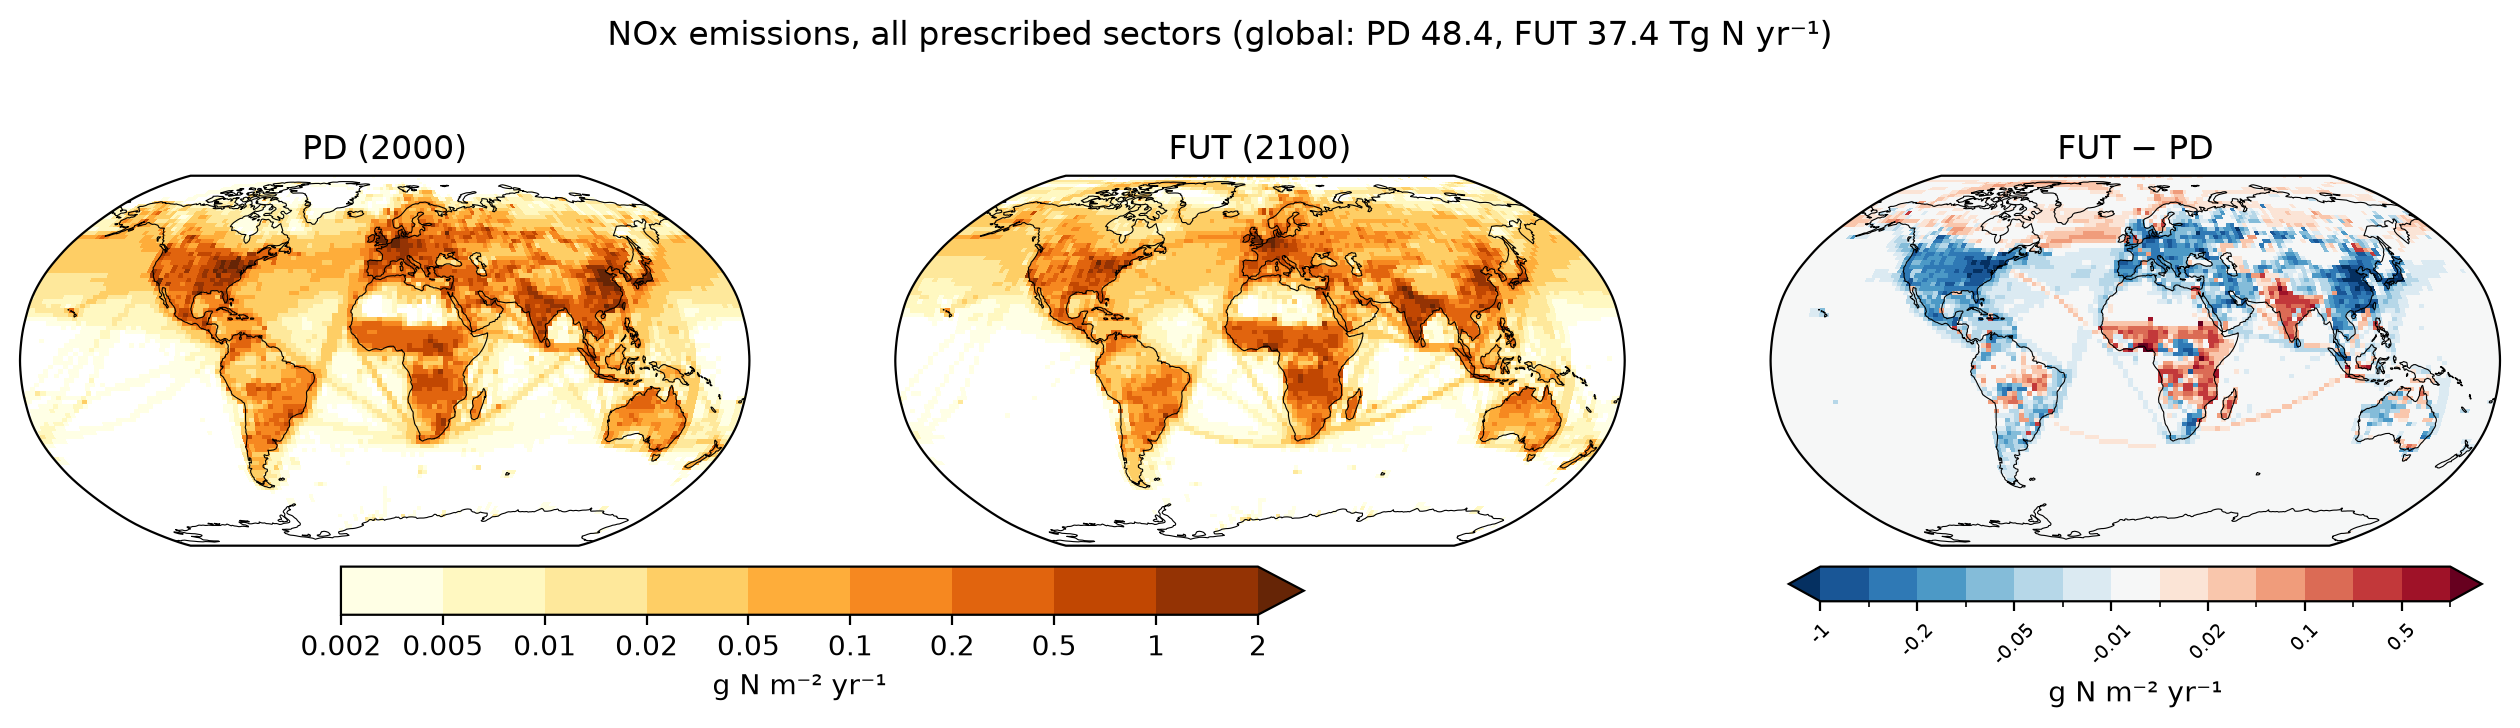 NOx emissions, all prescribed sectors (global: PD 48.4, FUT 37.4 Tg N yr⁻¹)
PD (2000)
FUT (2100)
FUT − PD
0.002 0.005 0.01 0.02 0.05 0.1 0.2 0.5 1 2
g N m⁻² yr⁻¹
-1 -0.2 -0.05 -0.01 0.02 0.1 0.5
g N m⁻² yr⁻¹